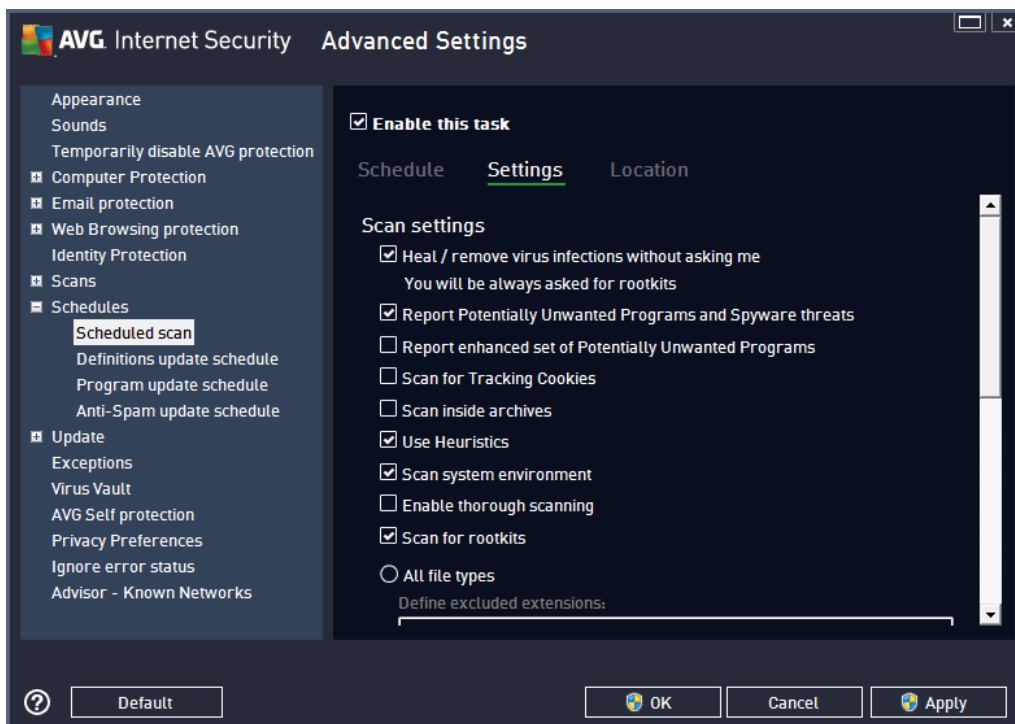 AVG. Internet Security Advanced Settings
Appearance
Sounds
Temporarily disable AVG protection
Computer Protection
Email protection
Web Browsing protection
Identity Protection
Scans
Schedules
Scheduled scan
Definitions update schedule
Program update schedule
Anti-Spam update schedule
Update
Exceptions
Virus Vault
AVG Self protection
Privacy Preferences
Ignore error status
Advisor - Known Networks
Enable this task
Schedule Settings Location
Scan settings
Heal / remove virus infections without asking me
You will be always asked for rootkits
Report Potentially Unwanted Programs and Spyware threats
Report enhanced set of Potentially Unwanted Programs
Scan for Tracking Cookies
Scan inside archives
Use Heuristics
Scan system environment
Enable thorough scanning
Scan for rootkits
All file types
Define excluded extensions:
? Default OK Cancel Apply